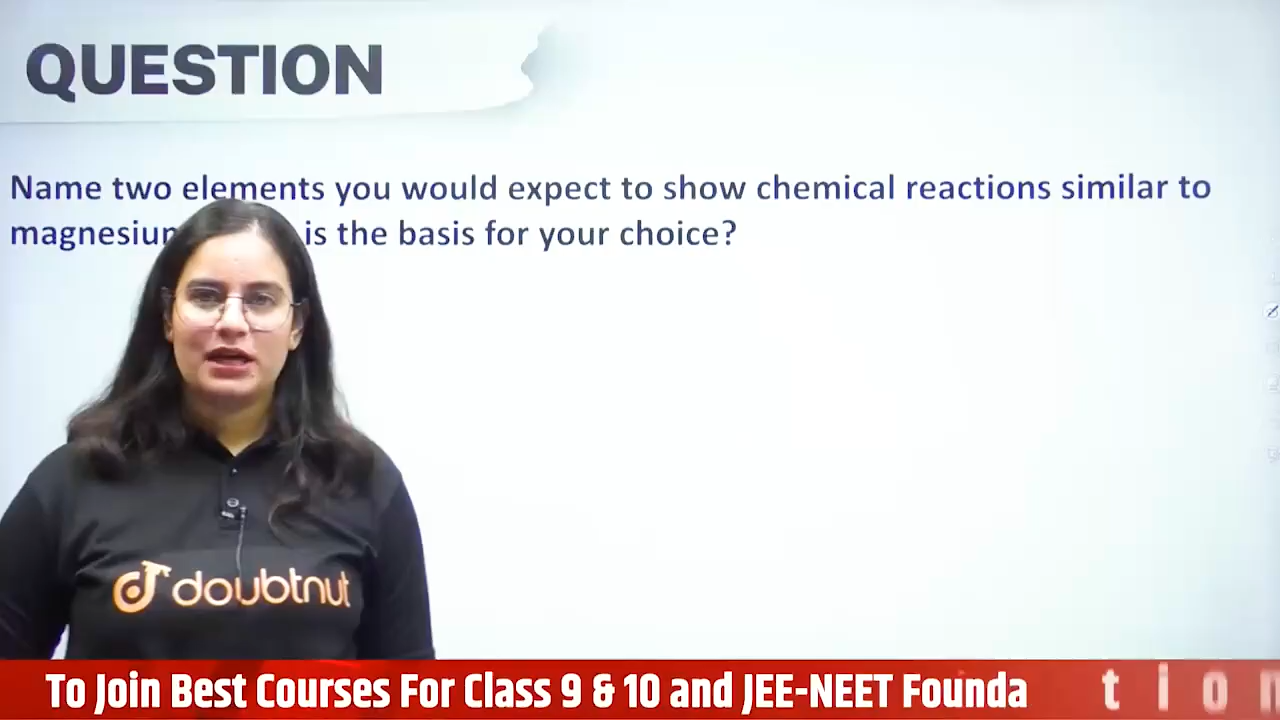 QUESTION
Name two elements you would expect to show chemical reactions similar to
is the basis for your choice?
doubtnut
To Join Best Courses For Class 9 & 10 and JEE-NEET Founda tion